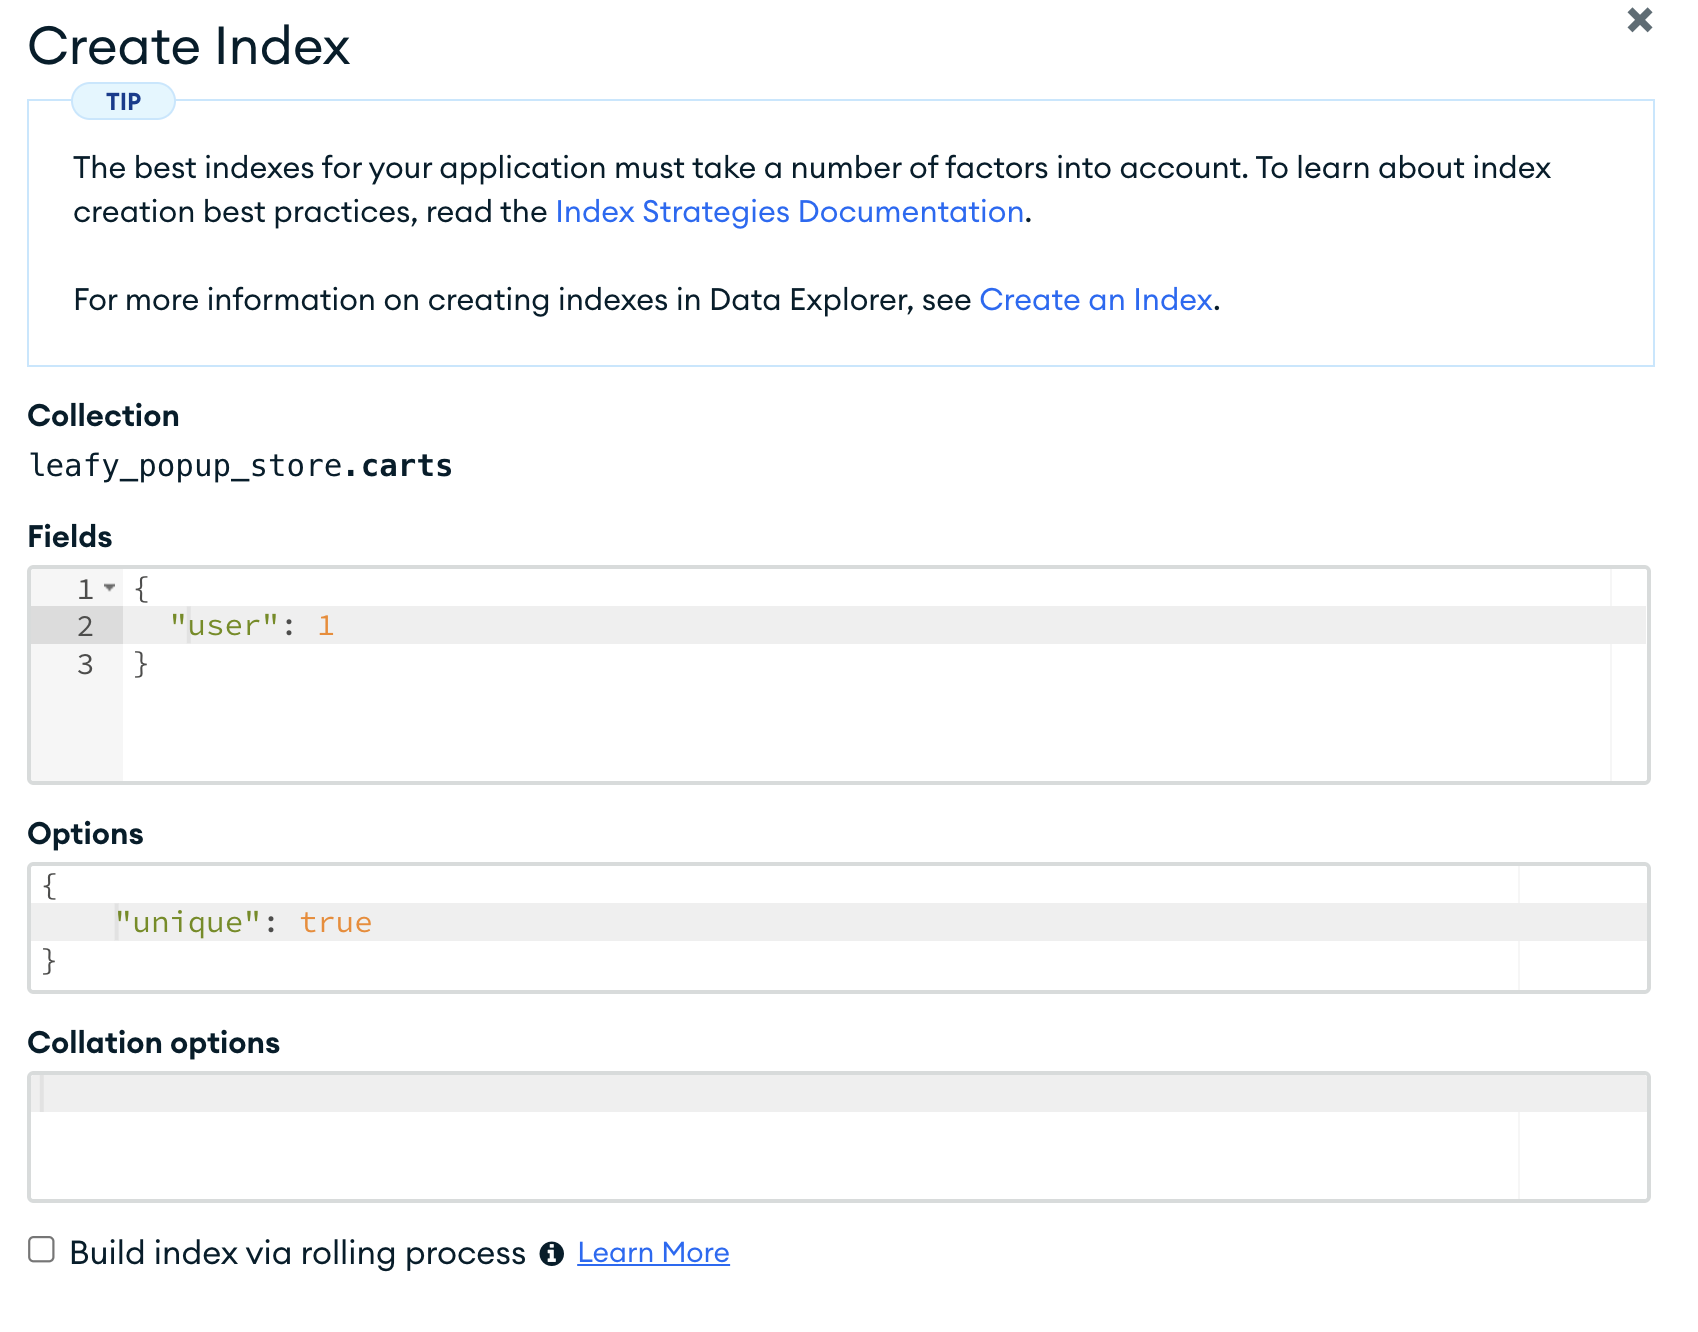 Create Index
TIP
The best indexes for your application must take a number of factors into account. To learn about index
creation best practices, read the Index Strategies Documentation.
For more information on creating indexes in Data Explorer, see Create an Index.
Collection
leafy_popup_store.carts
Fields
1 {
2 "user": 1
3 }
Options
{
"unique": true
}
Collation options
Build index via rolling process Learn More